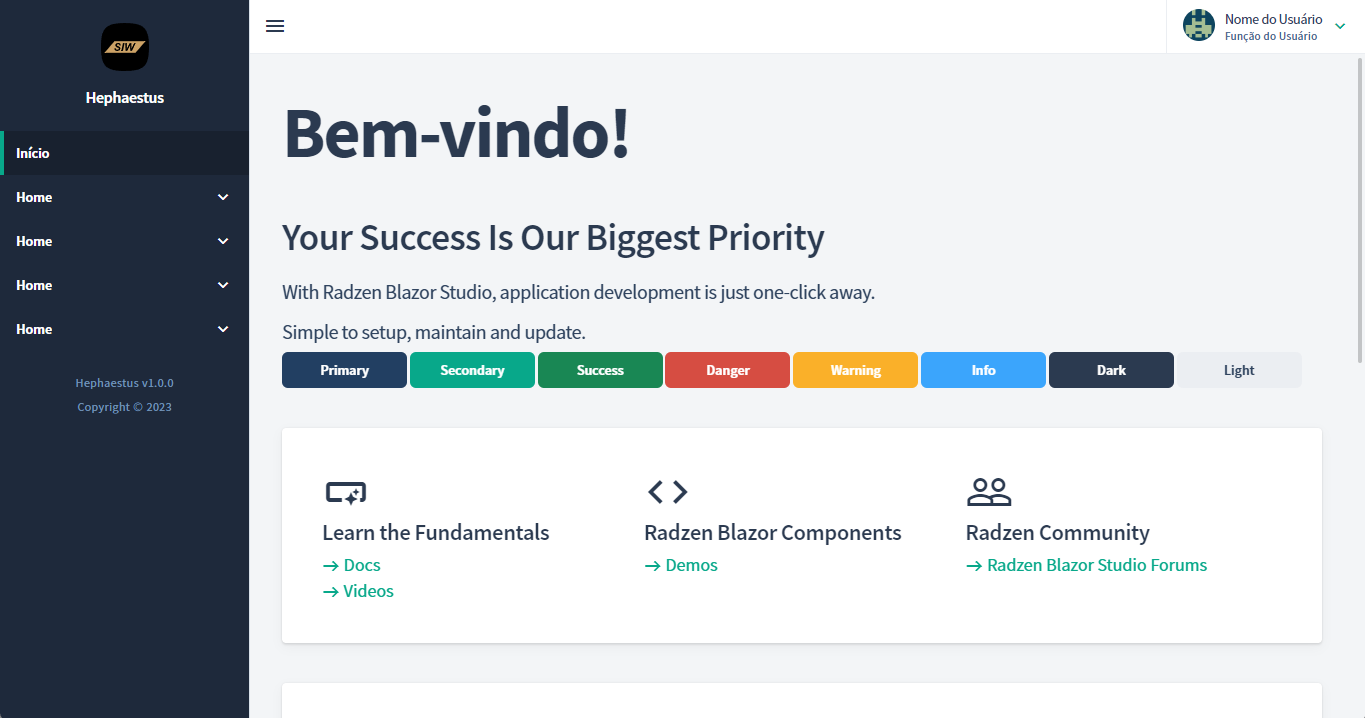 SIW
Hephaestus
Início
Home
Home
Home
Home
Hephaestus v1.0.0
Copyright © 2023
Nome do Usuário
Função do Usuário
Bem-vindo!
Your Success Is Our Biggest Priority
With Radzen Blazor Studio, application development is just one-click away.
Simple to setup, maintain and update.
Primary Secondary Success Danger Warning Info Dark Light
Learn the Fundamentals
→ Docs
→ Videos
Radzen Blazor Components
→ Demos
Radzen Community
→ Radzen Blazor Studio Forums